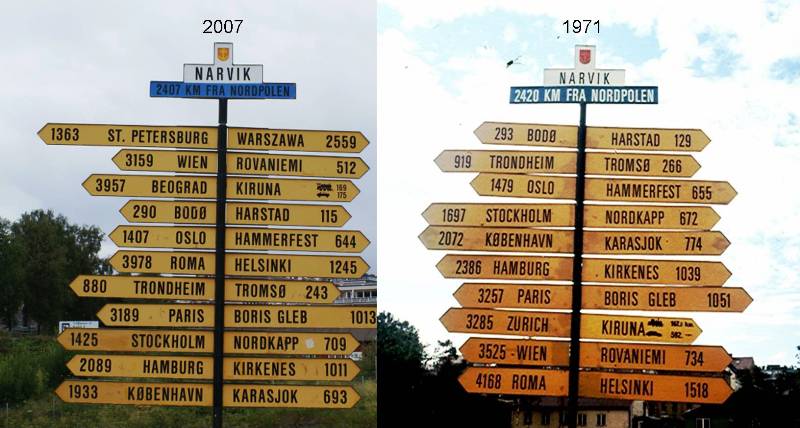 2007
NARVIK
2407 KM FRA NORDPOLEN
1363 ST. PETERSBURG WARSZAWA 2559
3159 WIEN ROVANIEMI 512
3957 BEOGRAD KIRUNA 169
175
290 BODØ HARSTAD 115
1407 OSLO HAMMERFEST 644
3978 ROMA HELSINKI 1245
880 TRONDHEIM TROMSØ 243
3189 PARIS BORIS GLEB 1013
1425 STOCKHOLM NORDKAPP 709
2089 HAMBURG KIRKENES 1011
1933 KØBENHAVN KARASJOK 693
1971
NARVIK
2420 KM FRA NORDPOLEN
293 BODØ HARSTAD 129
919 TRONDHEIM TROMSØ 266
1479 OSLO HAMMERFEST 655
1697 STOCKHOLM NORDKAPP 672
2072 KØBENHAVN KARASJOK 774
2386 HAMBURG KIRKENES 1039
3257 PARIS BORIS GLEB 1051
3285 ZURICH KIRUNA
3525 WIEN ROVANIEMI 734
4168 ROMA HELSINKI 1518